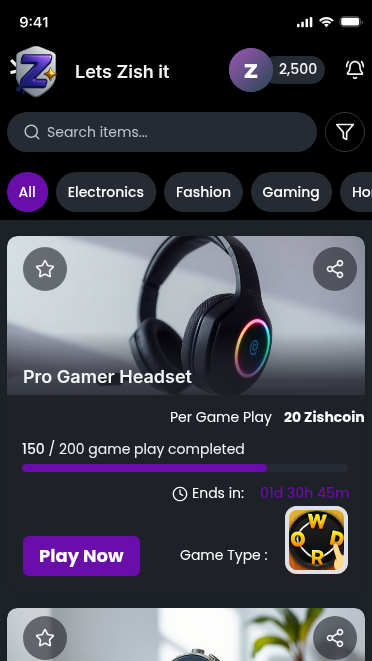 9:41
Z
Lets Zish it
Z
2,500
Search items...
All Electronics Fashion Gaming Ho
Pro Gamer Headset
Per Game Play 20 Zishcoin
150 / 200 game play completed
Ends in: 01d 30h 45m
Play Now
Game Type :
W
O D
R